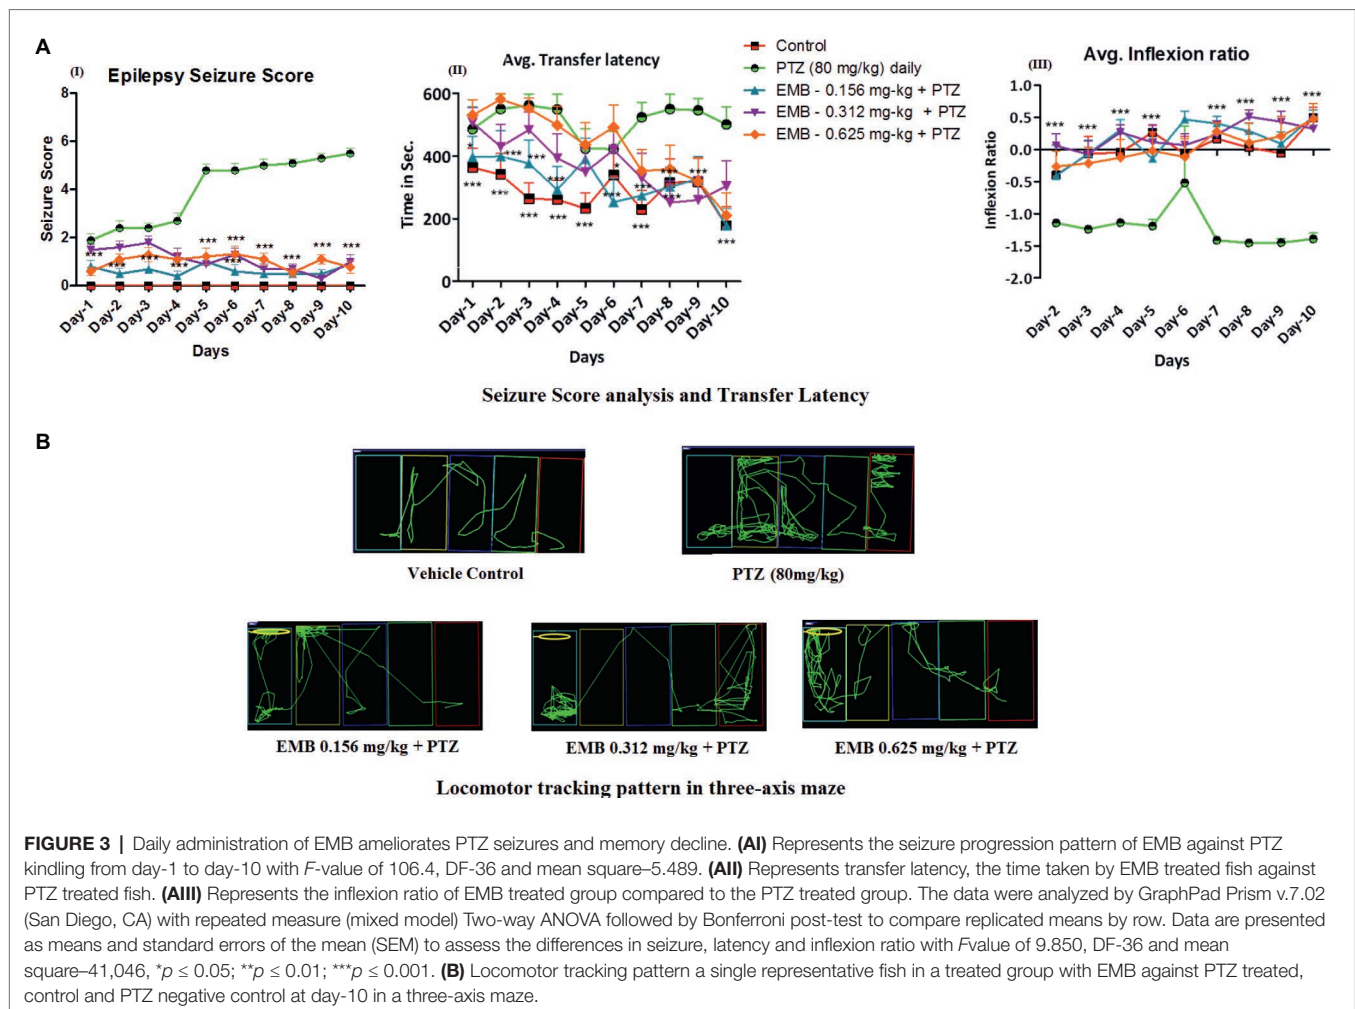 A
(I)
Epilepsy Seizure Score
Seizure Score
8
6
4
2
0
***
***
***
***
***
***
***
***
***
***
***
Day-1
Day-2
Day-3
Day-4
Day-5
Day-6
Day-7
Day-8
Day-9
Day-10
Days
(II)
Avg. Transfer latency
Time in Sec.
600
400
200
0
*
***
***
***
***
***
***
***
***
*
***
***
***
***
***
***
Day-1
Day-2
Day-3
Day-4
Day-5
Day-6
Day-7
Day-8
Day-9
Day-10
Days
Control
PTZ (80 mg/kg) daily
EMB - 0.156 mg-kg + PTZ
EMB - 0.312 mg-kg + PTZ
EMB - 0.625 mg-kg + PTZ
(III)
Avg. Inflexion ratio
Inflexion Ratio
1.0
0.5
0.0
-0.5
-1.0
-1.5
-2.0
***
***
***
***
***
***
***
***
Day-2
Day-3
Day-4
Day-5
Day-6
Day-7
Day-8
Day-9
Day-10
Days
Seizure Score analysis and Transfer Latency
B
Vehicle Control
PTZ (80mg/kg)
EMB 0.156 mg/kg + PTZ
EMB 0.312 mg/kg + PTZ
EMB 0.625 mg/kg + PTZ
Locomotor tracking pattern in three-axis maze
FIGURE 3 | Daily administration of EMB ameliorates PTZ seizures and memory decline. (AI) Represents the seizure progression pattern of EMB against PTZ
kindling from day-1 to day-10 with F-value of 106.4, DF-36 and mean square–5.489. (AII) Represents transfer latency, the time taken by EMB treated fish against
PTZ treated fish. (AIII) Represents the inflexion ratio of EMB treated group compared to the PTZ treated group. The data were analyzed by GraphPad Prism v.7.02
(San Diego, CA) with repeated measure (mixed model) Two-way ANOVA followed by Bonferroni post-test to compare replicated means by row. Data are presented
as means and standard errors of the mean (SEM) to assess the differences in seizure, latency and inflexion ratio with Fvalue of 9.850, DF-36 and mean
square–41,046, *p ≤ 0.05; **p ≤ 0.01; ***p ≤ 0.001. (B) Locomotor tracking pattern a single representative fish in a treated group with EMB against PTZ treated,
control and PTZ negative control at day-10 in a three-axis maze.